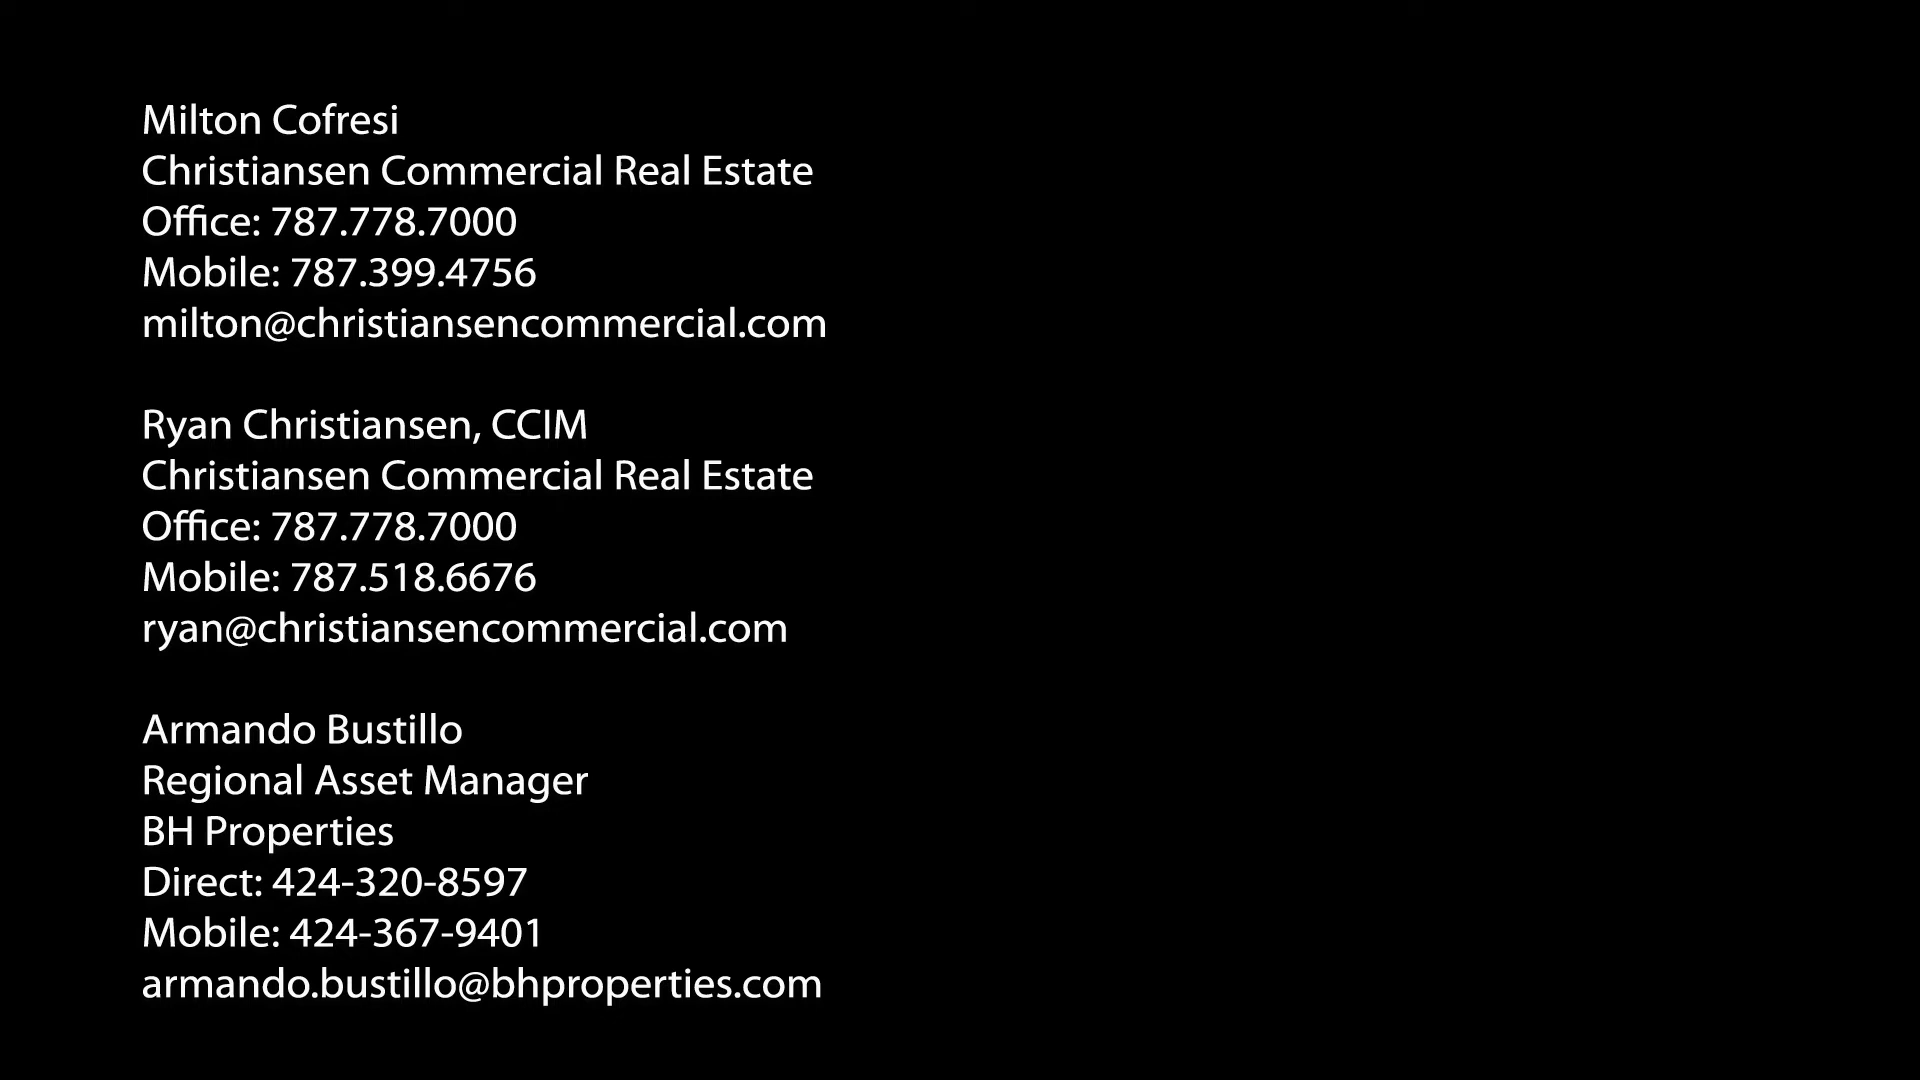 Milton Cofresi
Christiansen Commercial Real Estate
Office: 787.778.7000
Mobile: 787.399.4756
milton@christiansencommercial.com
Ryan Christiansen, CCIM
Christiansen Commercial Real Estate
Office: 787.778.7000
Mobile: 787.518.6676
ryan@christiansencommercial.com
Armando Bustillo
Regional Asset Manager
BH Properties
Direct: 424-320-8597
Mobile: 424-367-9401
armando.bustillo@bhproperties.com